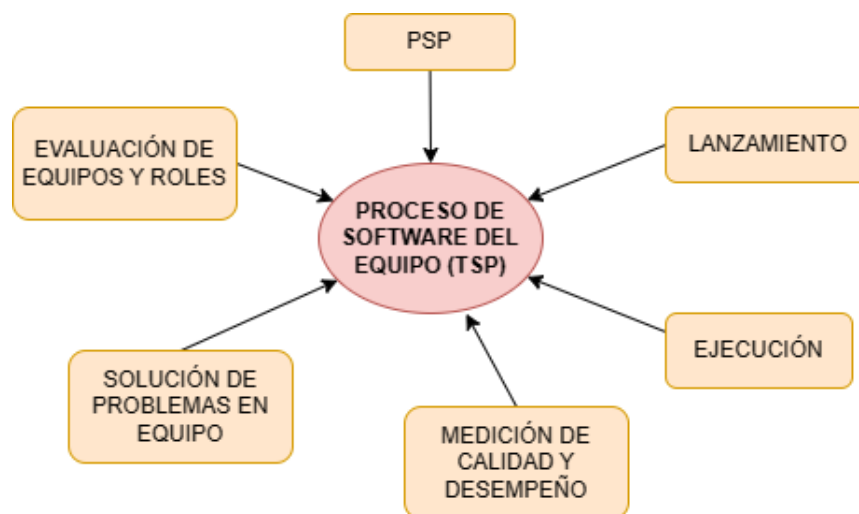 PSP
EVALUACIÓN DE
EQUIPOS Y ROLES
LANZAMIENTO
PROCESO DE
SOFTWARE DEL
EQUIPO (TSP)
EJECUCIÓN
SOLUCIÓN DE
PROBLEMAS EN
EQUIPO
MEDICIÓN DE
CALIDAD Y
DESEMPEÑO